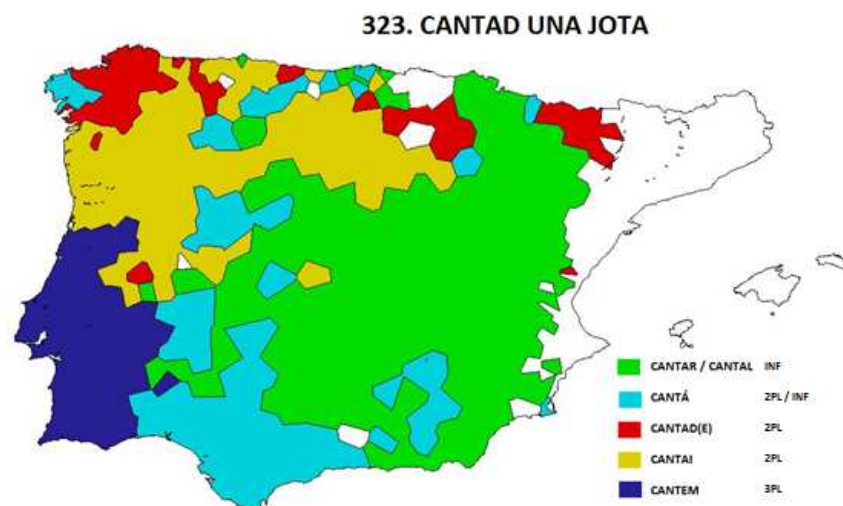 323. CANTAD UNA JOTA
CANTAR / CANTAL INF
CANTÁ 2PL / INF
CANTAD(E) 2PL
CANTAI 2PL
CANTEM 3PL